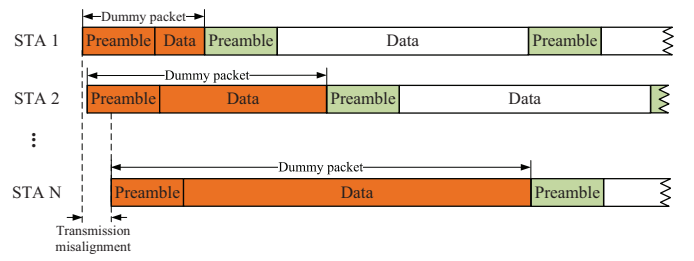 Dummy packet
STA 1 Preamble Data Preamble Data Preamble
Dummy packet
STA 2 Preamble Data Preamble Data
⋮
Dummy packet
STA N Preamble Data Preamble
Transmission
misalignment